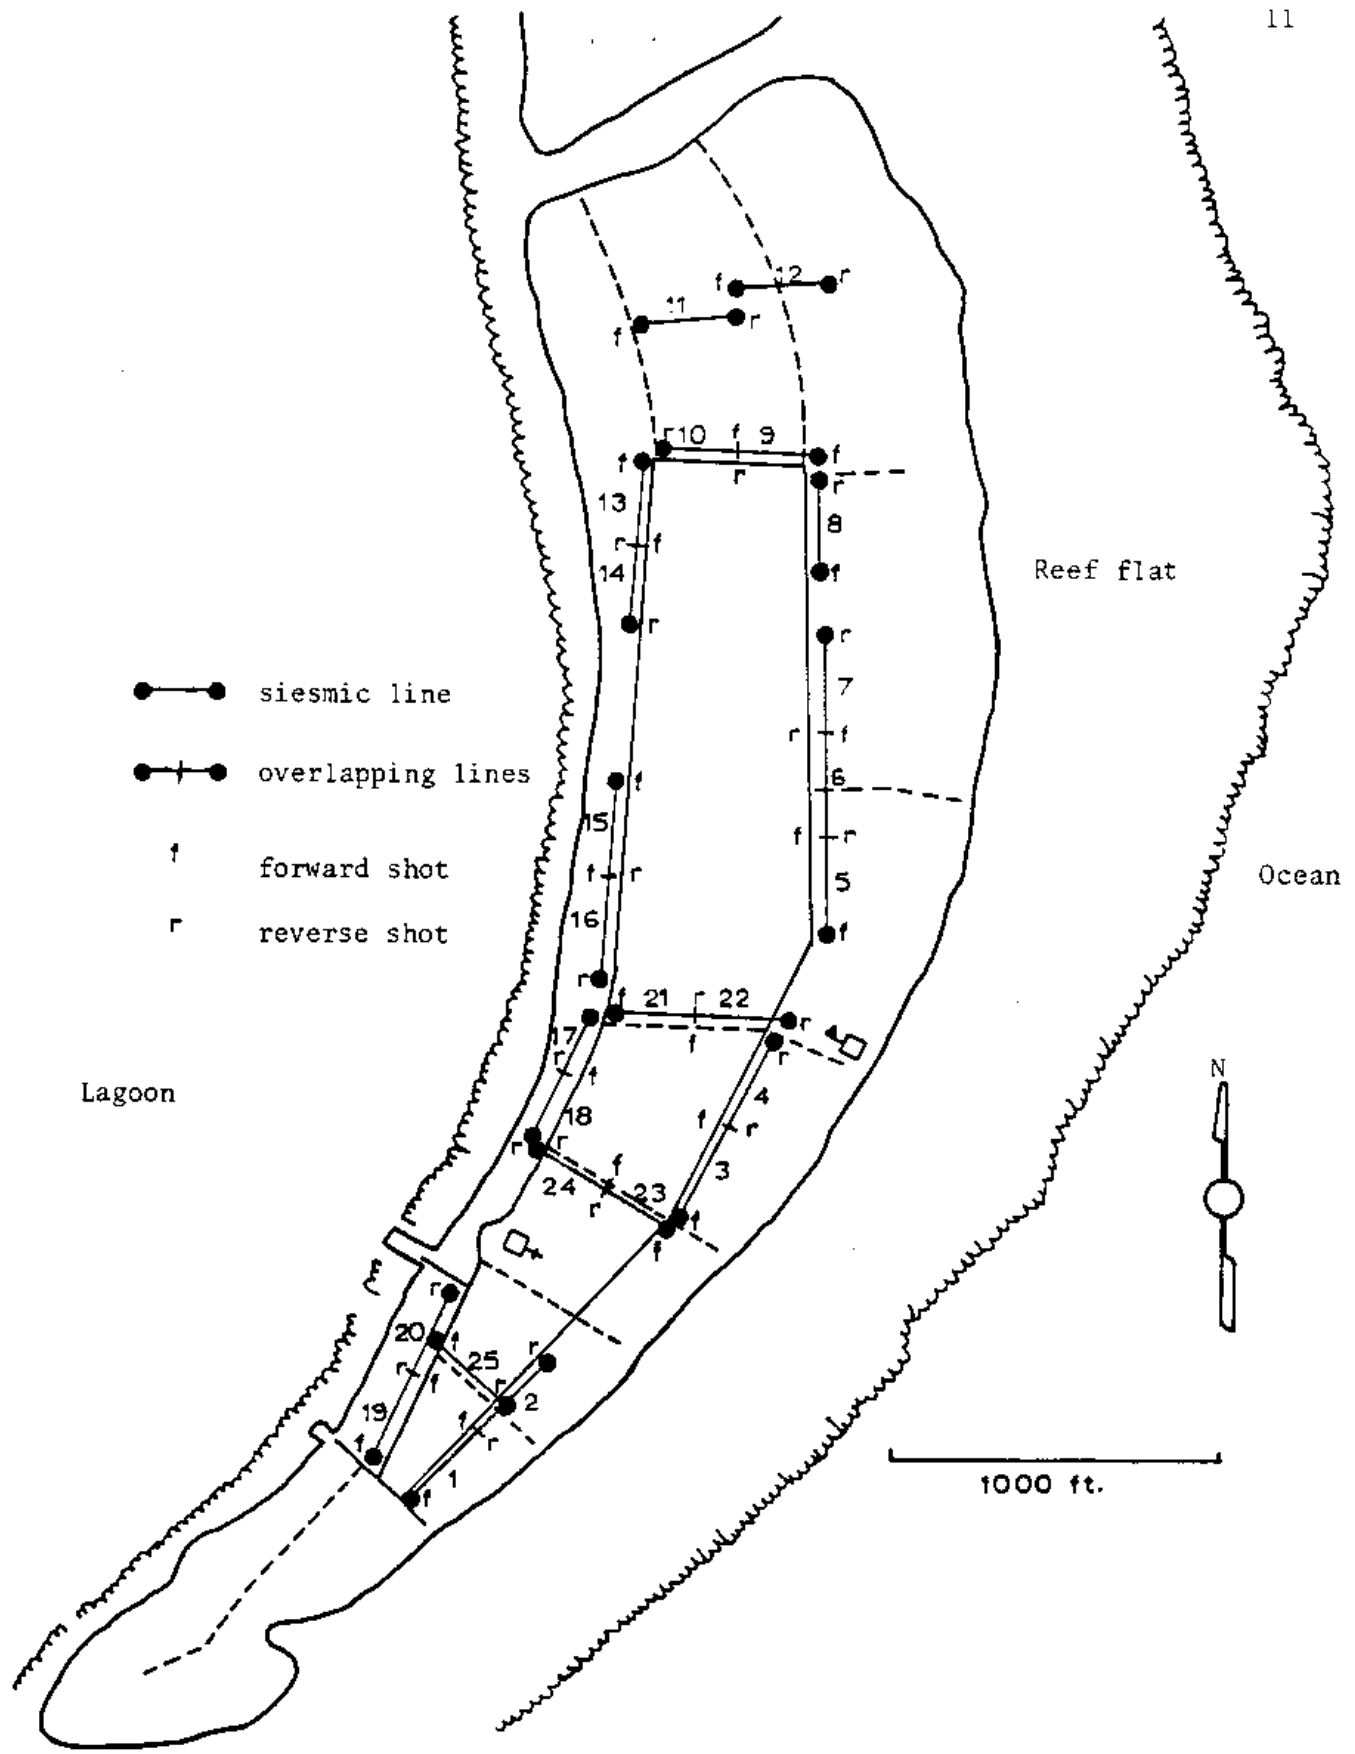 11
f 12 r
11
f r
r 10 f 9 f
f r r
13
8
r f
14 f
Reef flat
r
r
7
siesmic line
r f
6
overlapping lines
f
15
f r
f forward shot
f r
5
Ocean
16
r reverse shot
f
r
f 21 r 22 r
17
f
r
r f
N
Lagoon
4
18
f r
r r f
3
24 23
r
f f
r
20 f
25 r
r f r 2
19 f
r
f
1
f
1000 ft.